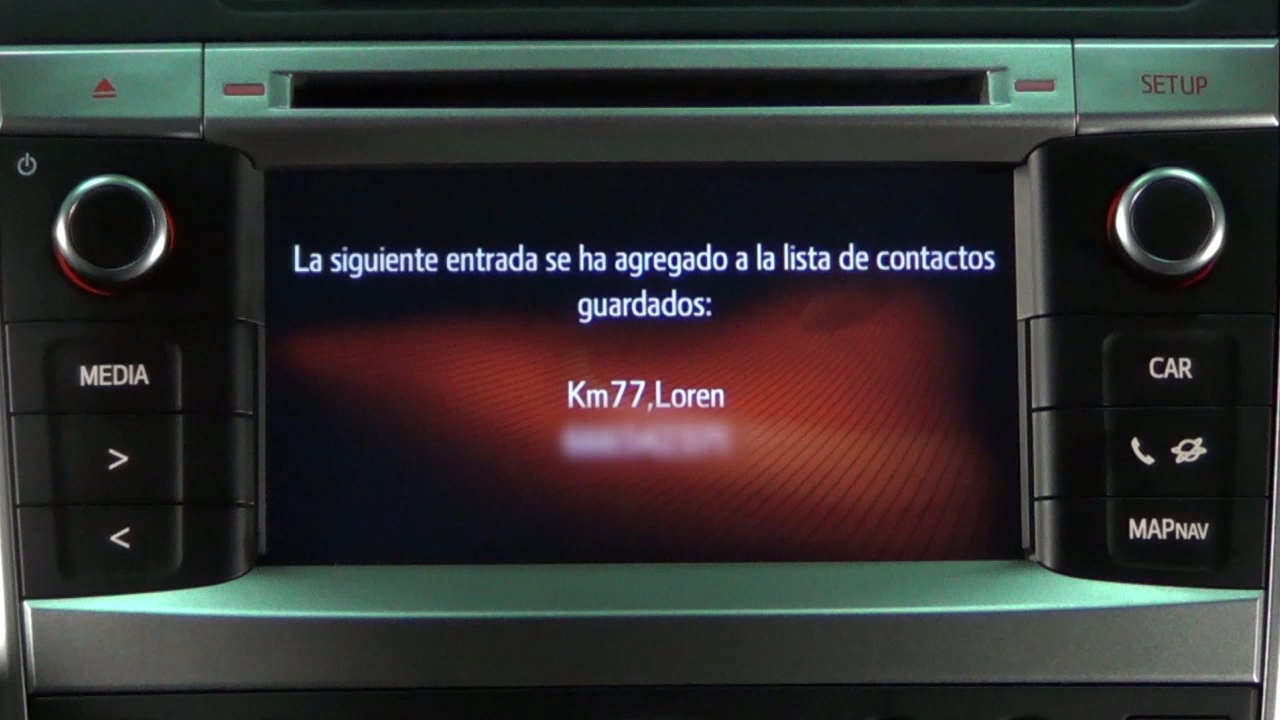 SETUP
La siguiente entrada se ha agregado a la lista de contactos
guardados:
Km77,Loren
MEDIA
>
<
CAR
MAPNAV